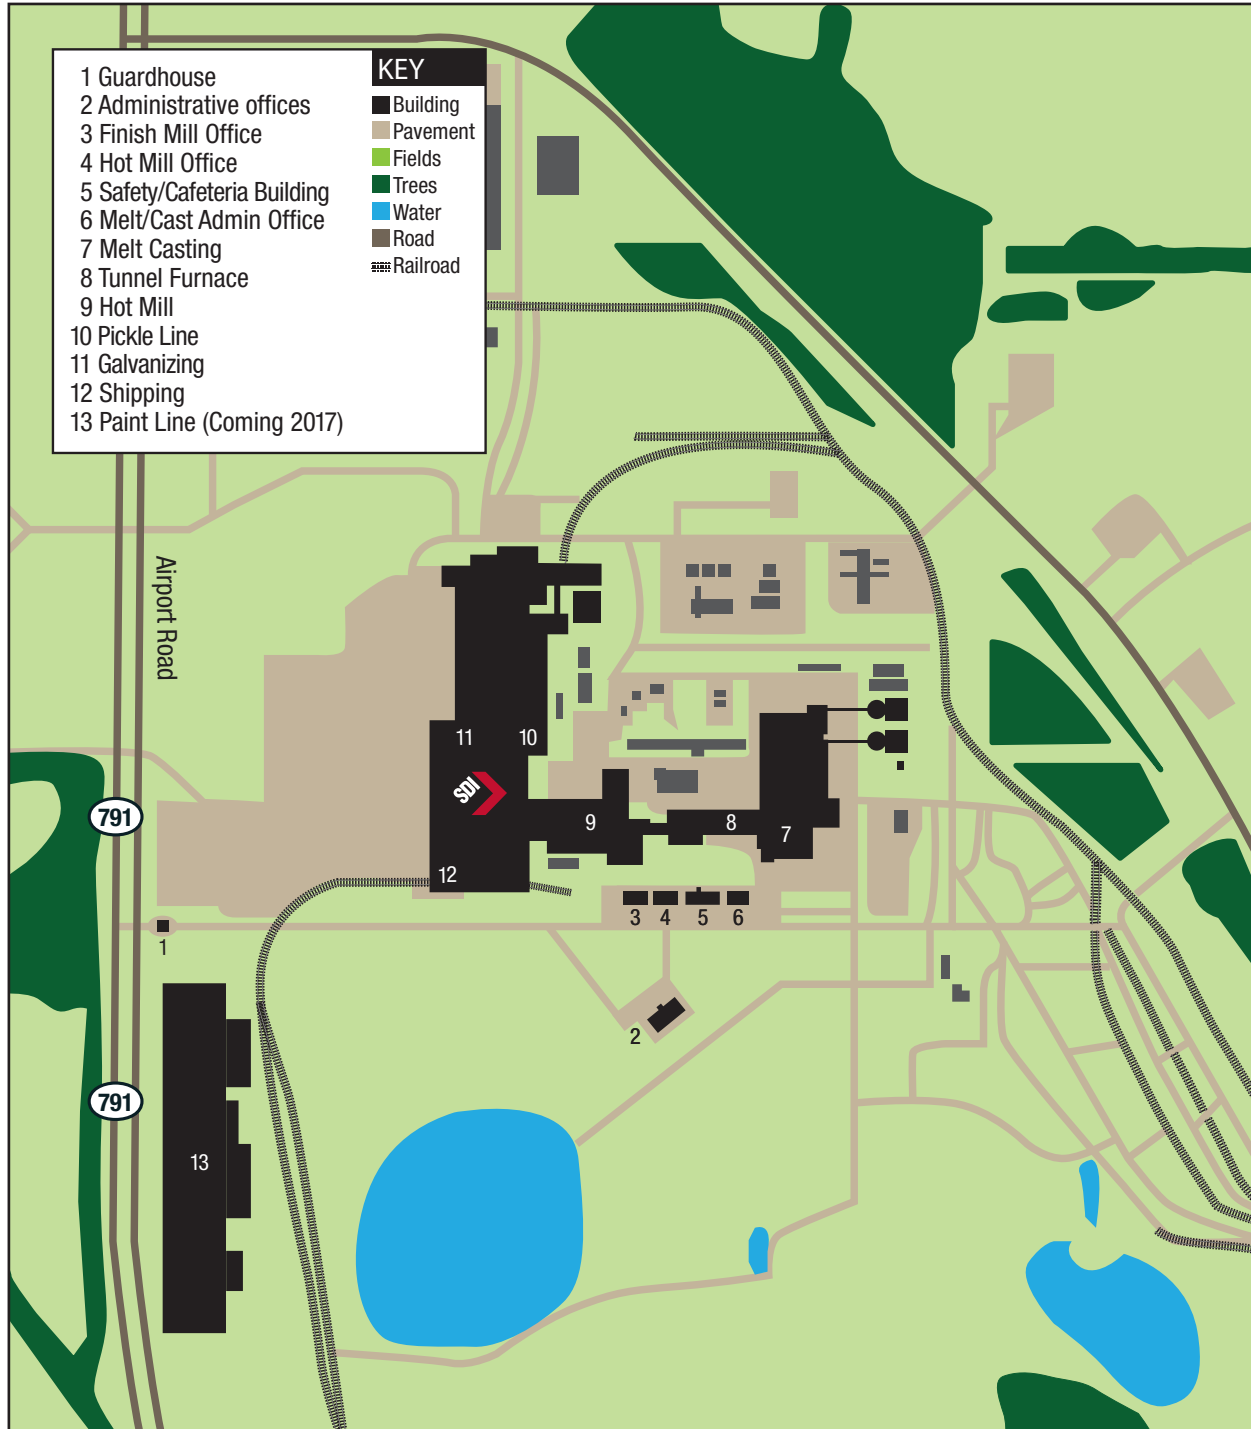 1 Guardhouse
2 Administrative offices
3 Finish Mill Office
4 Hot Mill Office
5 Safety/Cafeteria Building
6 Melt/Cast Admin Office
7 Melt Casting
8 Tunnel Furnace
9 Hot Mill
10 Pickle Line
11 Galvanizing
12 Shipping
13 Paint Line (Coming 2017)
KEY
Building
Pavement
Fields
Trees
Water
Road
Railroad
Airport Road
11
10
SDI
791
9
8
7
12
3
4
5
6
1
2
791
13